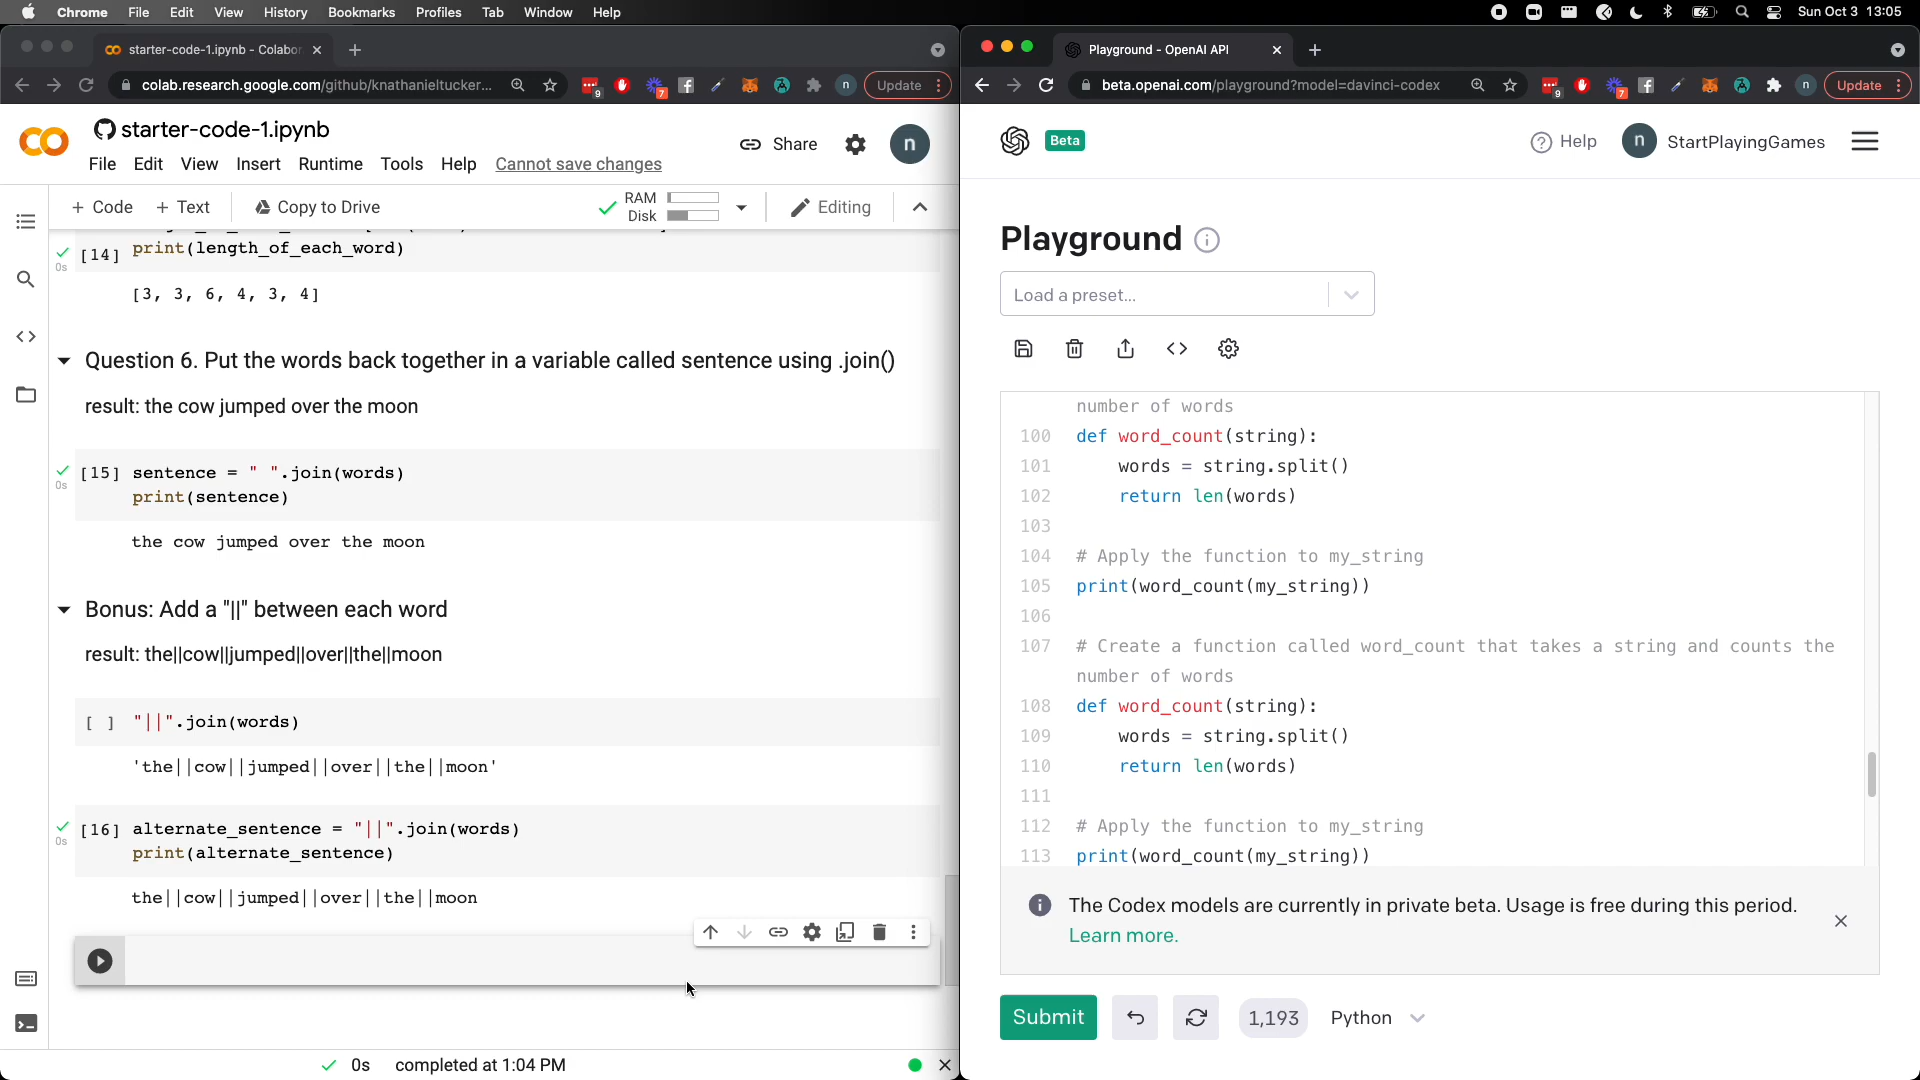 Chrome File Edit View History Bookmarks Profiles Tab Window Help
Sun Oct 3 13:05
starter-code-1.ipynb - Colabor
colab.research.google.com/github/knathanieltucker...
9
7
n
Update
starter-code-1.ipynb
File Edit View Insert Runtime Tools Help Cannot save changes
Share
n
+ Code + Text Copy to Drive
RAM
Disk
Editing
0s
[14] print(length_of_each_word)
[3, 3, 6, 4, 3, 4]
Question 6. Put the words back together in a variable called sentence using .join()
result: the cow jumped over the moon
0s
[15] sentence = " ".join(words)
print(sentence)
the cow jumped over the moon
Bonus: Add a "||" between each word
result: the||cow||jumped||over||the||moon
[ ] "||".join(words)
'the||cow||jumped||over||the||moon'
0s
[16] alternate_sentence = "||".join(words)
print(alternate_sentence)
the||cow||jumped||over||the||moon
0s completed at 1:04 PM
Playground - OpenAI API
beta.openai.com/playground?model=davinci-codex
9
7
n
Update
Beta
Help
n
StartPlayingGames
Playground
Load a preset...
number of words
100 def word_count(string):
101 words = string.split()
102 return len(words)
103
104 # Apply the function to my_string
105 print(word_count(my_string))
106
107 # Create a function called word_count that takes a string and counts the
number of words
108 def word_count(string):
109 words = string.split()
110 return len(words)
111
112 # Apply the function to my_string
113 print(word_count(my_string))
The Codex models are currently in private beta. Usage is free during this period.
Learn more.
Submit
1,193
Python